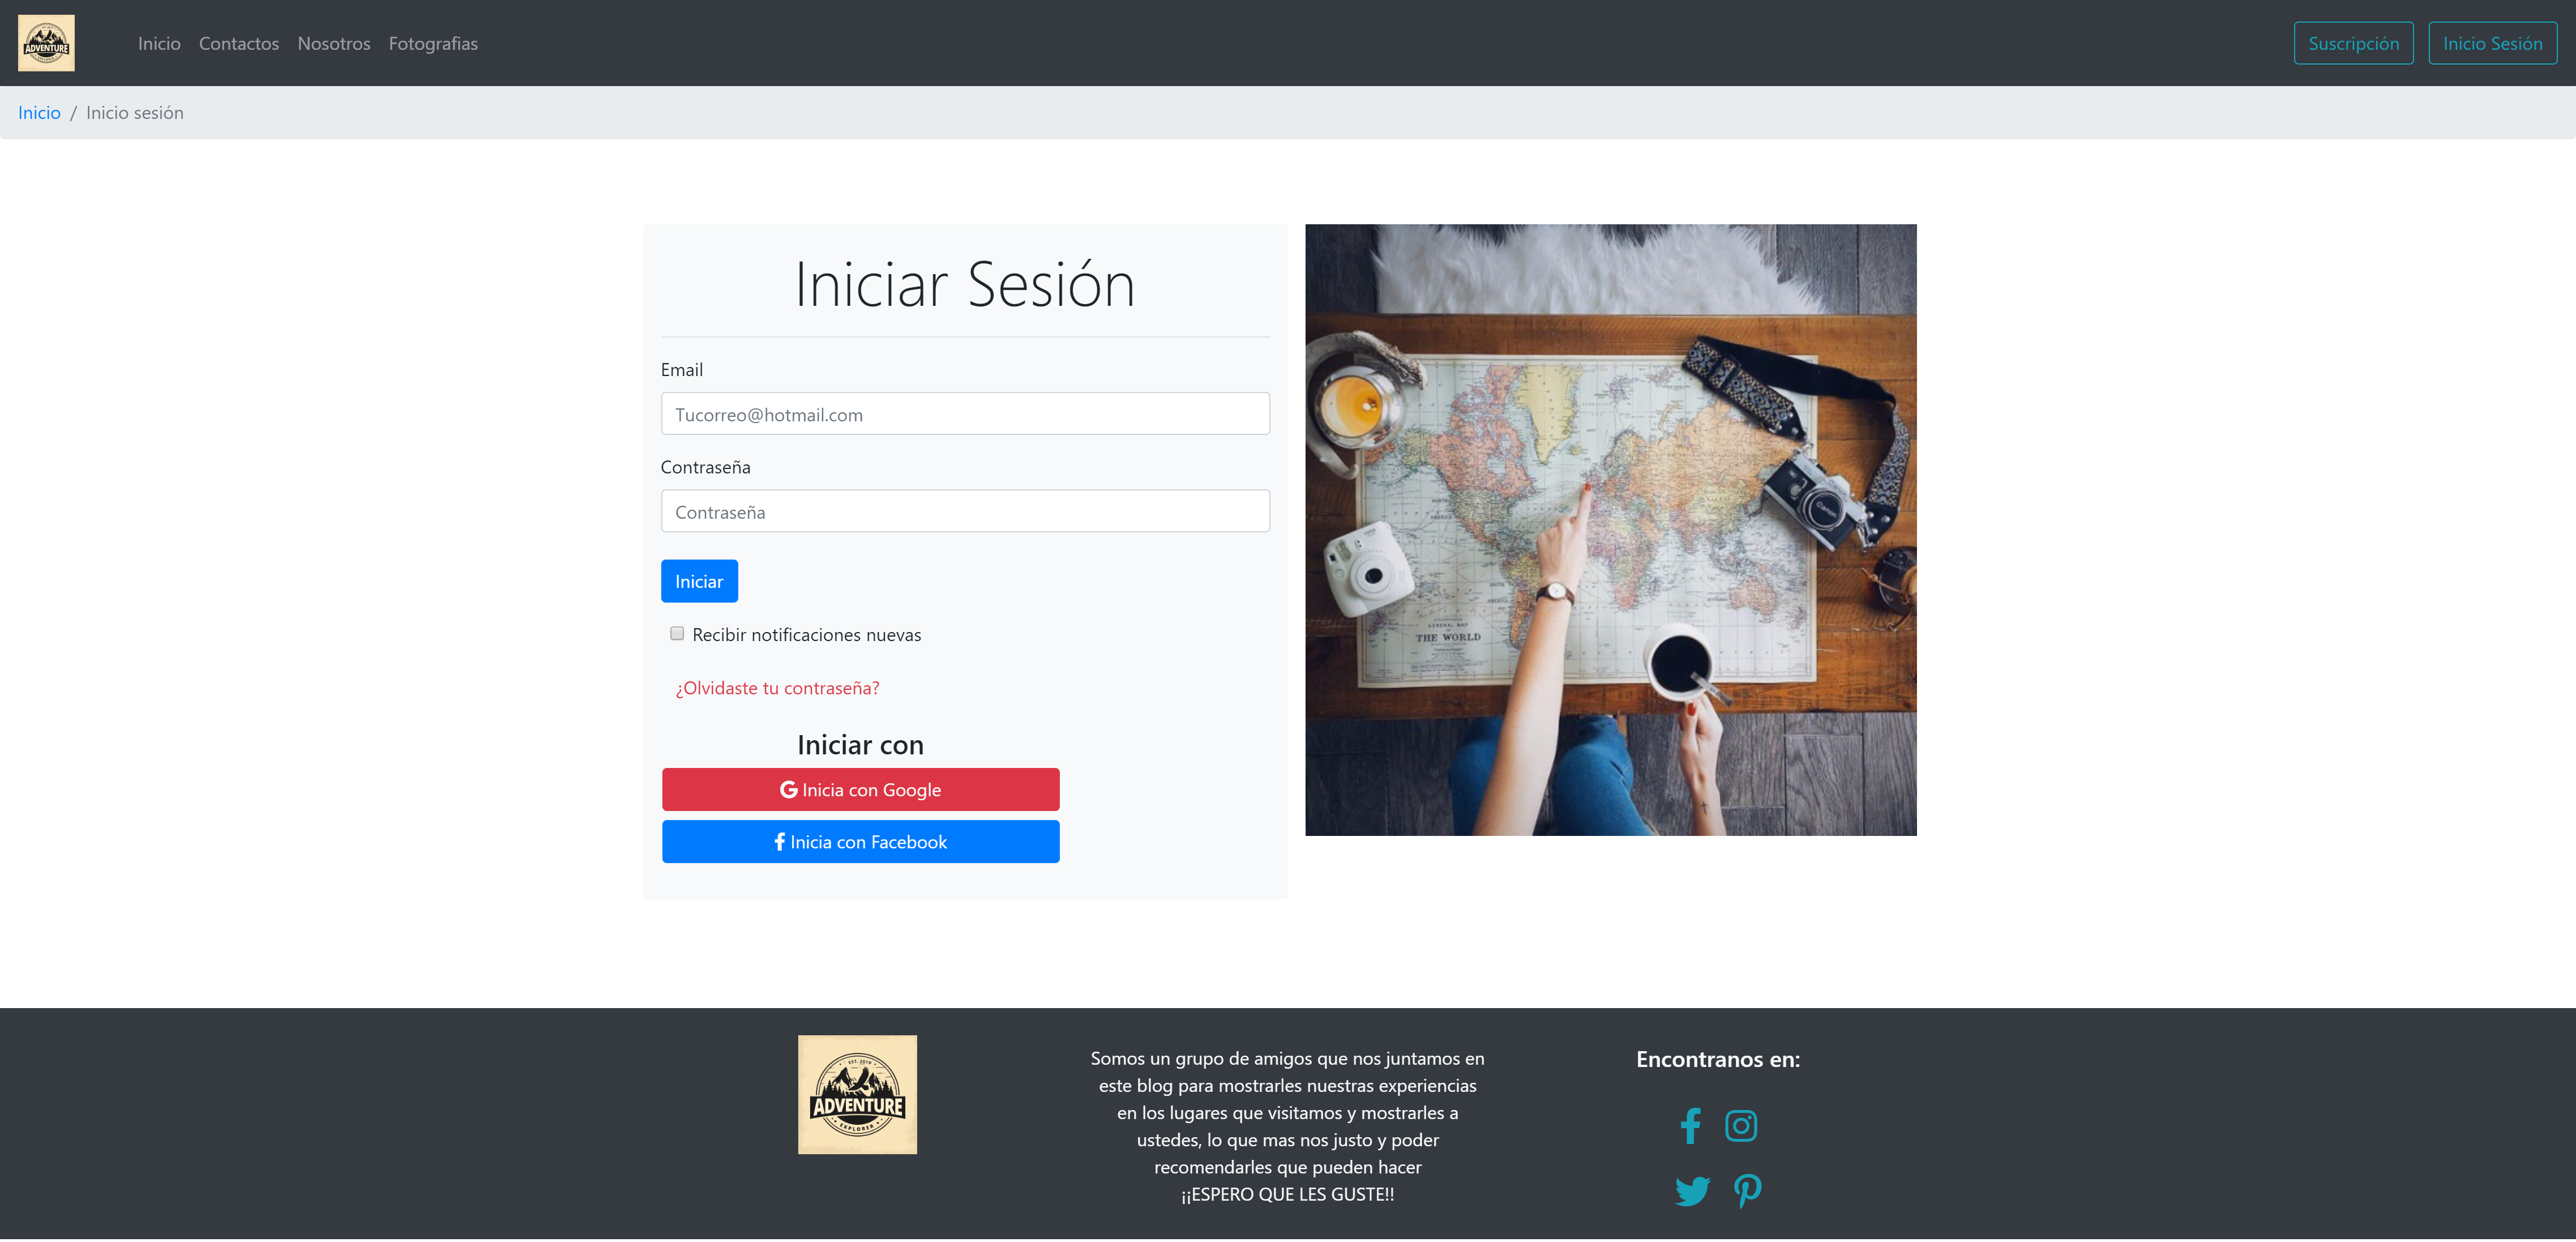 ADVENTURE
Inicio Contactos Nosotros Fotografias
Suscripción Inicio Sesión
Inicio / Inicio sesión
Iniciar Sesión
Email
Tucorreo@hotmail.com
Contraseña
Contraseña
Iniciar
Recibir notificaciones nuevas
¿Olvidaste tu contraseña?
Iniciar con
Inicia con Google
Inicia con Facebook
Canon
THE WORLD
EST. 2019
ADVENTURE
EXPLORER
Somos un grupo de amigos que nos juntamos en
este blog para mostrarles nuestras experiencias
en los lugares que visitamos y mostrarles a
ustedes, lo que mas nos justo y poder
recomendarles que pueden hacer
¡¡ESPERO QUE LES GUSTE!!
Encontranos en: